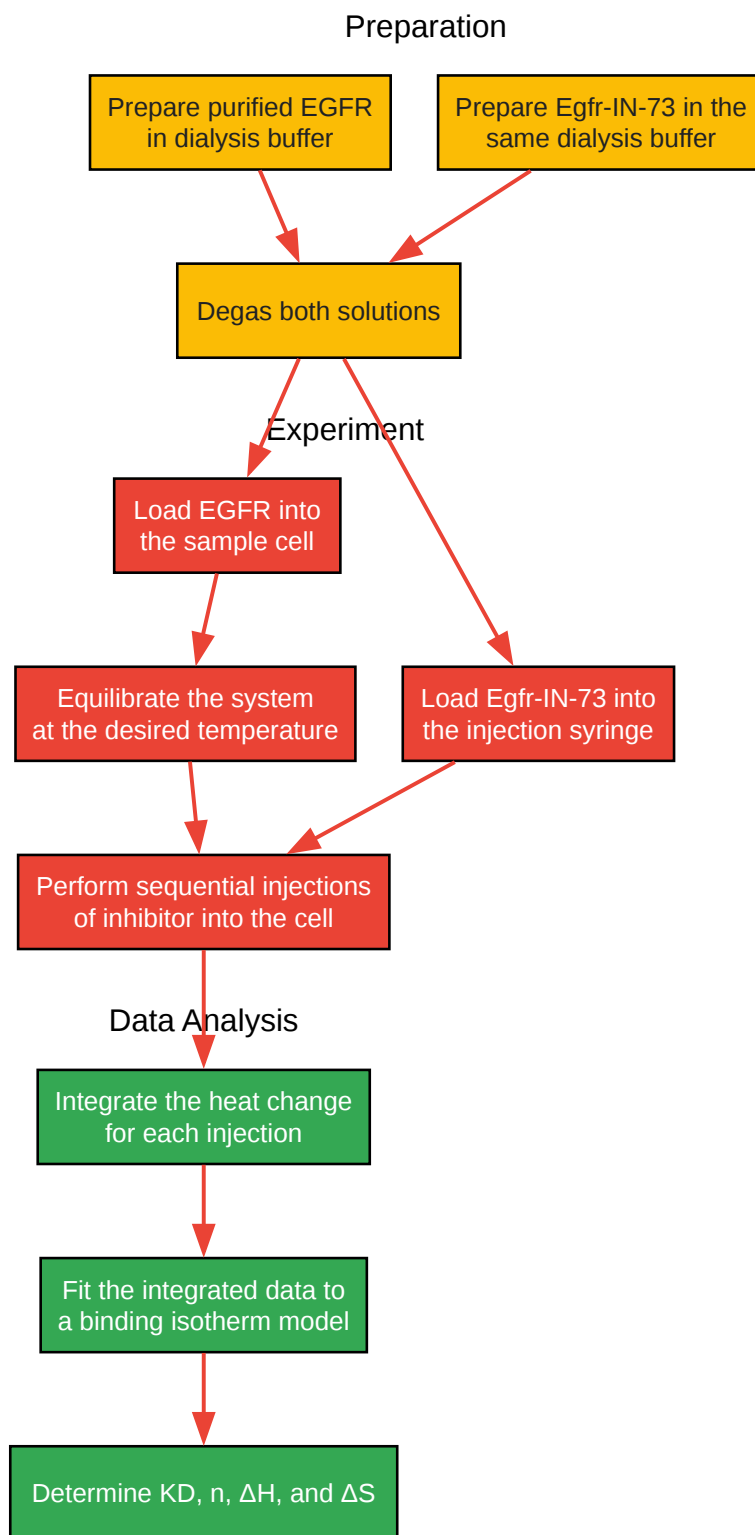 Preparation
Prepare purified EGFR
in dialysis buffer
Prepare Egfr-IN-73 in the
same dialysis buffer
Degas both solutions
Experiment
Load EGFR into
the sample cell
Equilibrate the system
at the desired temperature
Load Egfr-IN-73 into
the injection syringe
Perform sequential injections
of inhibitor into the cell
Data Analysis
Integrate the heat change
for each injection
Fit the integrated data to
a binding isotherm model
Determine KD, n, ΔH, and ΔS